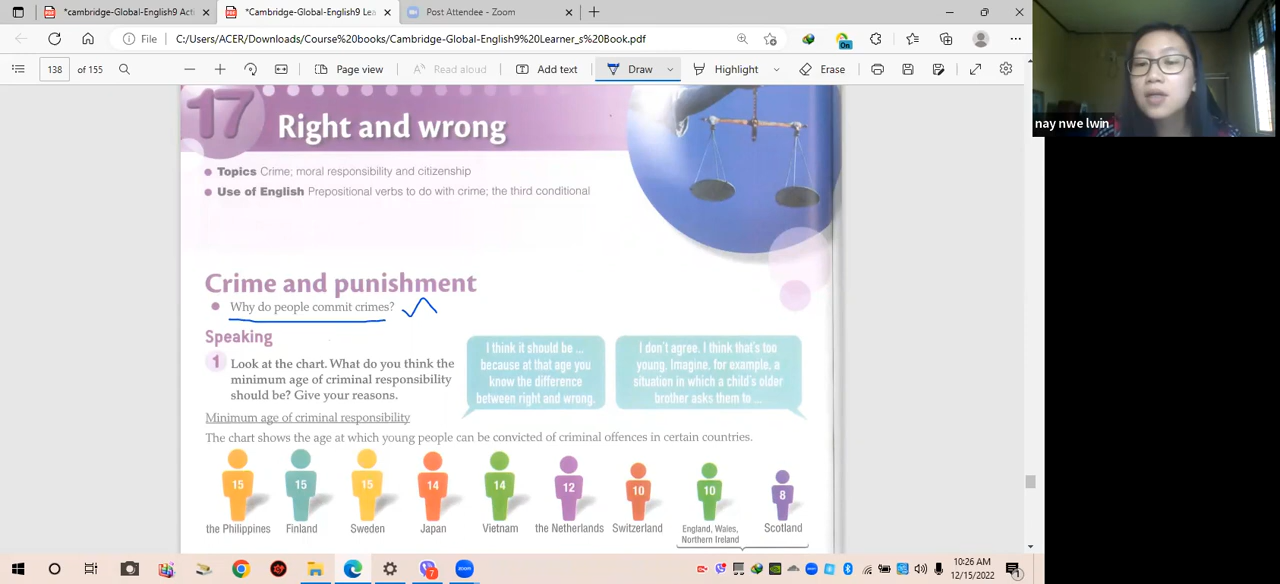 *cambridge-Global-English9 Acti
*Cambridge-Global-English9 Lea
Post Attendee - Zoom
File
C:/Users/ACER/Downloads/Course%20books/Cambridge-Global-English9%20Learner_s%20Book.pdf
On
138 of 155
Page view
Read aloud
Add text
Draw
Highlight
Erase
nay nwe lwin
17
Right and wrong
Topics Crime; moral responsibility and citizenship
Use of English Prepositional verbs to do with crime; the third conditional
Crime and punishment
Why do people commit crimes?
Speaking
1 Look at the chart. What do you think the
minimum age of criminal responsibility
should be? Give your reasons.
I think it should be ...
because at that age you
know the difference
between right and wrong.
I don't agree. I think that's too
young. Imagine, for example, a
situation in which a child's older
brother asks them to ...
Minimum age of criminal responsibility
The chart shows the age at which young people can be convicted of criminal offences in certain countries.
15
15
15
14
14
12
10
10
8
the Philippines
Finland
Sweden
Japan
Vietnam
the Netherlands
Switzerland
England, Wales,
Northern Ireland
Scotland
7
10:26 AM
12/15/2022
1